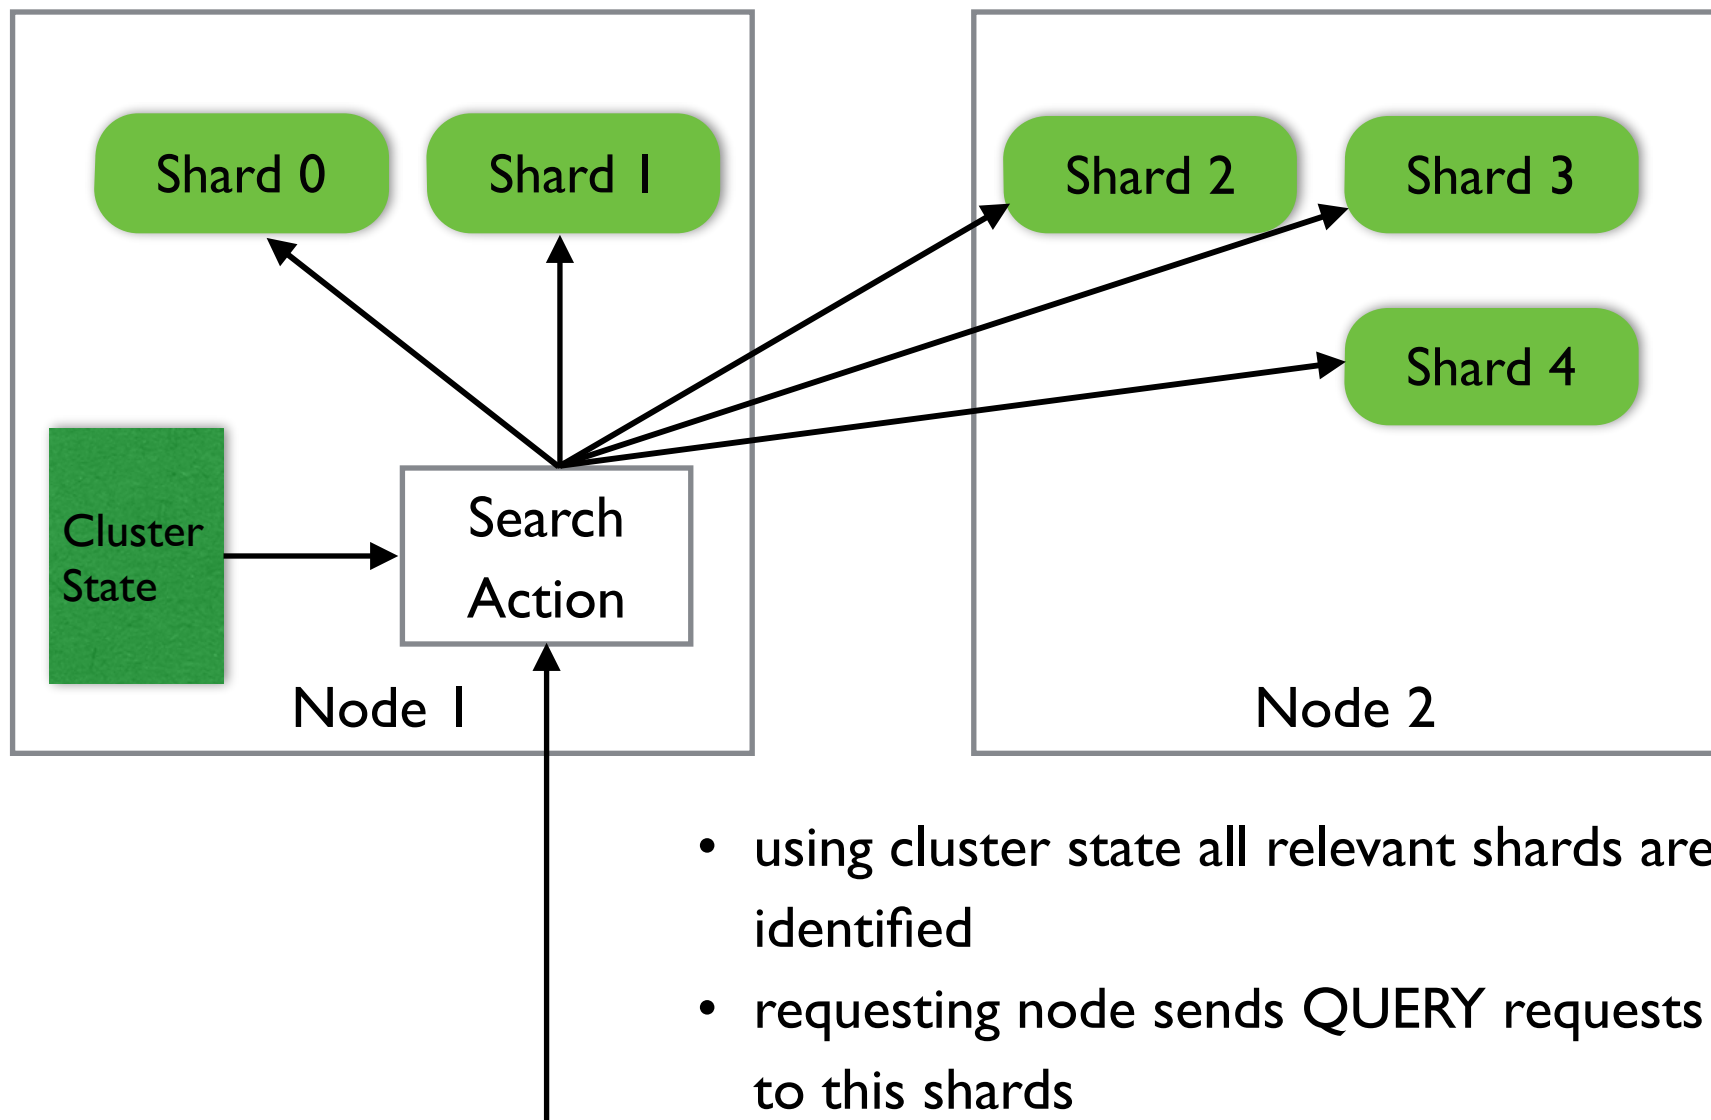 Shard 0
Shard 1
Shard 2
Shard 3
Shard 4
Cluster
State
Search
Action
Node 1
Node 2
• using cluster state all relevant shards are
identified
• requesting node sends QUERY requests
to this shards